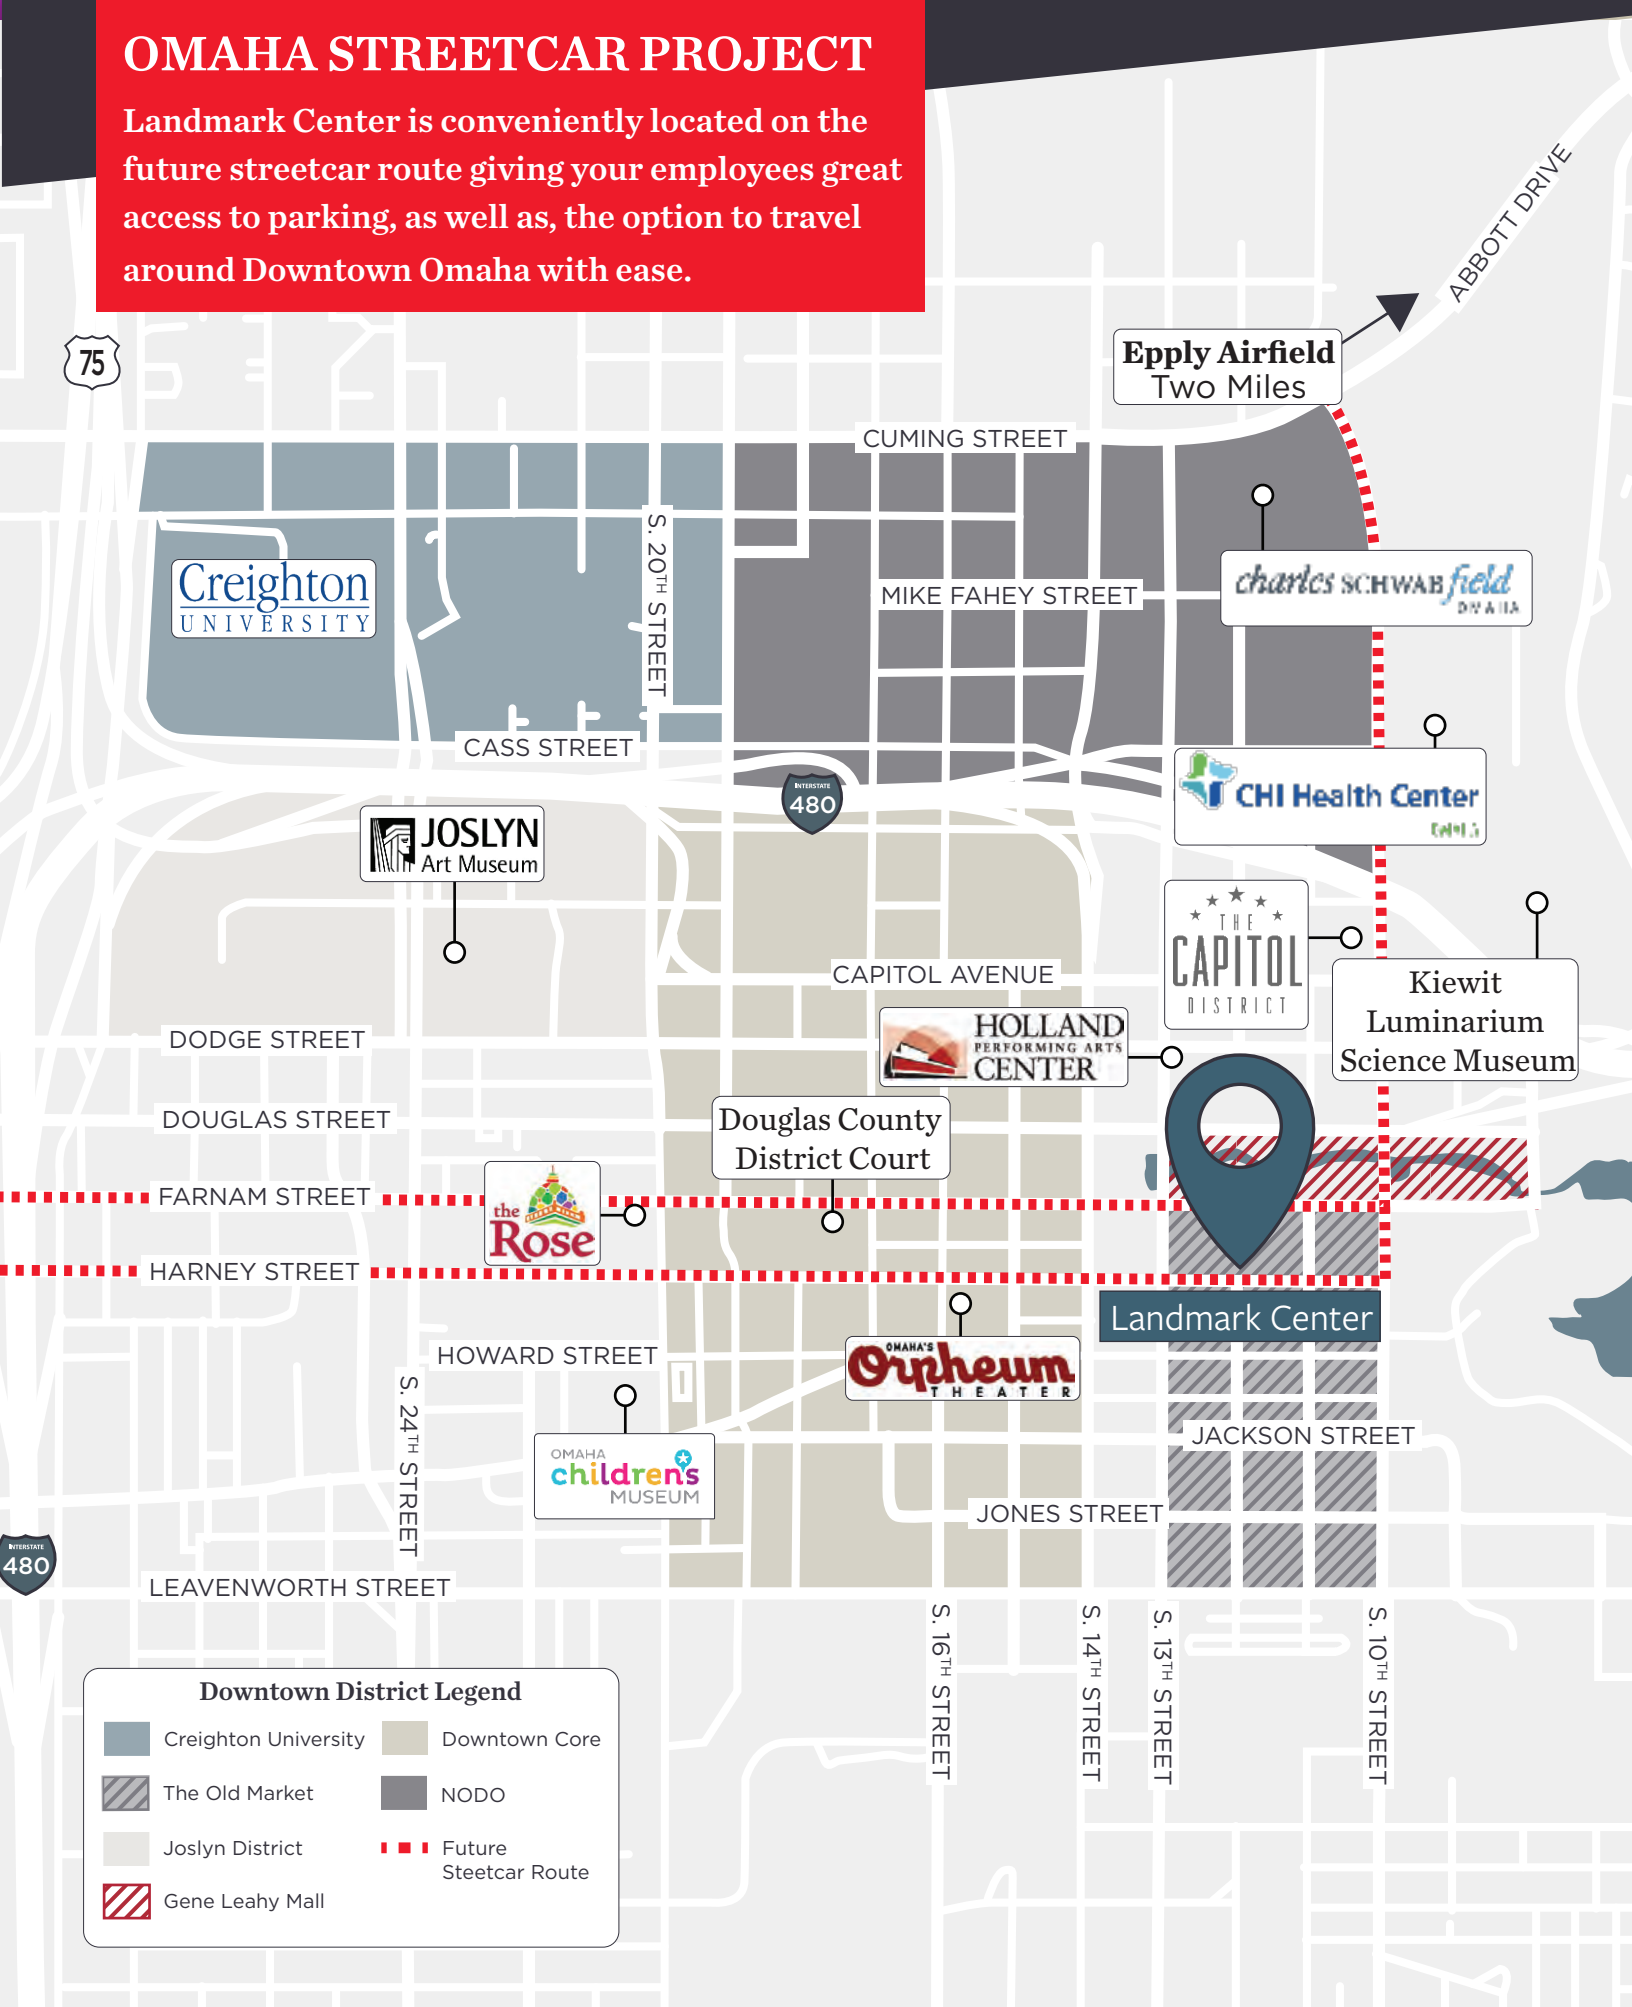 OMAHA STREETCAR PROJECT
Landmark Center is conveniently located on the
future streetcar route giving your employees great
access to parking, as well as, the option to travel
around Downtown Omaha with ease.
ABBOTT DRIVE
75
Epply Airfield
Two Miles
CUMING STREET
S. 20TH STREET
Creighton
UNIVERSITY
MIKE FAHEY STREET
charles SCHWAB field
OMAHA
CASS STREET
INTERSTATE
480
CHI Health Center
JOSLYN
Art Museum
THE
CAPITOL
DISTRICT
CAPITOL AVENUE
Kiewit
Luminarium
Science Museum
HOLLAND
PERFORMING ARTS
CENTER
DODGE STREET
DOUGLAS STREET
Douglas County
District Court
FARNAM STREET
the
Rose
HARNEY STREET
Landmark Center
OMAHA'S
Orpheum
THEATER
HOWARD STREET
S. 24TH STREET
OMAHA
children's
MUSEUM
JACKSON STREET
JONES STREET
INTERSTATE
480
LEAVENWORTH STREET
S. 16TH STREET
S. 14TH STREET
S. 13TH STREET
S. 10TH STREET
Downtown District Legend
Creighton University
Downtown Core
The Old Market
NODO
Joslyn District
Future
Steetcar Route
Gene Leahy Mall